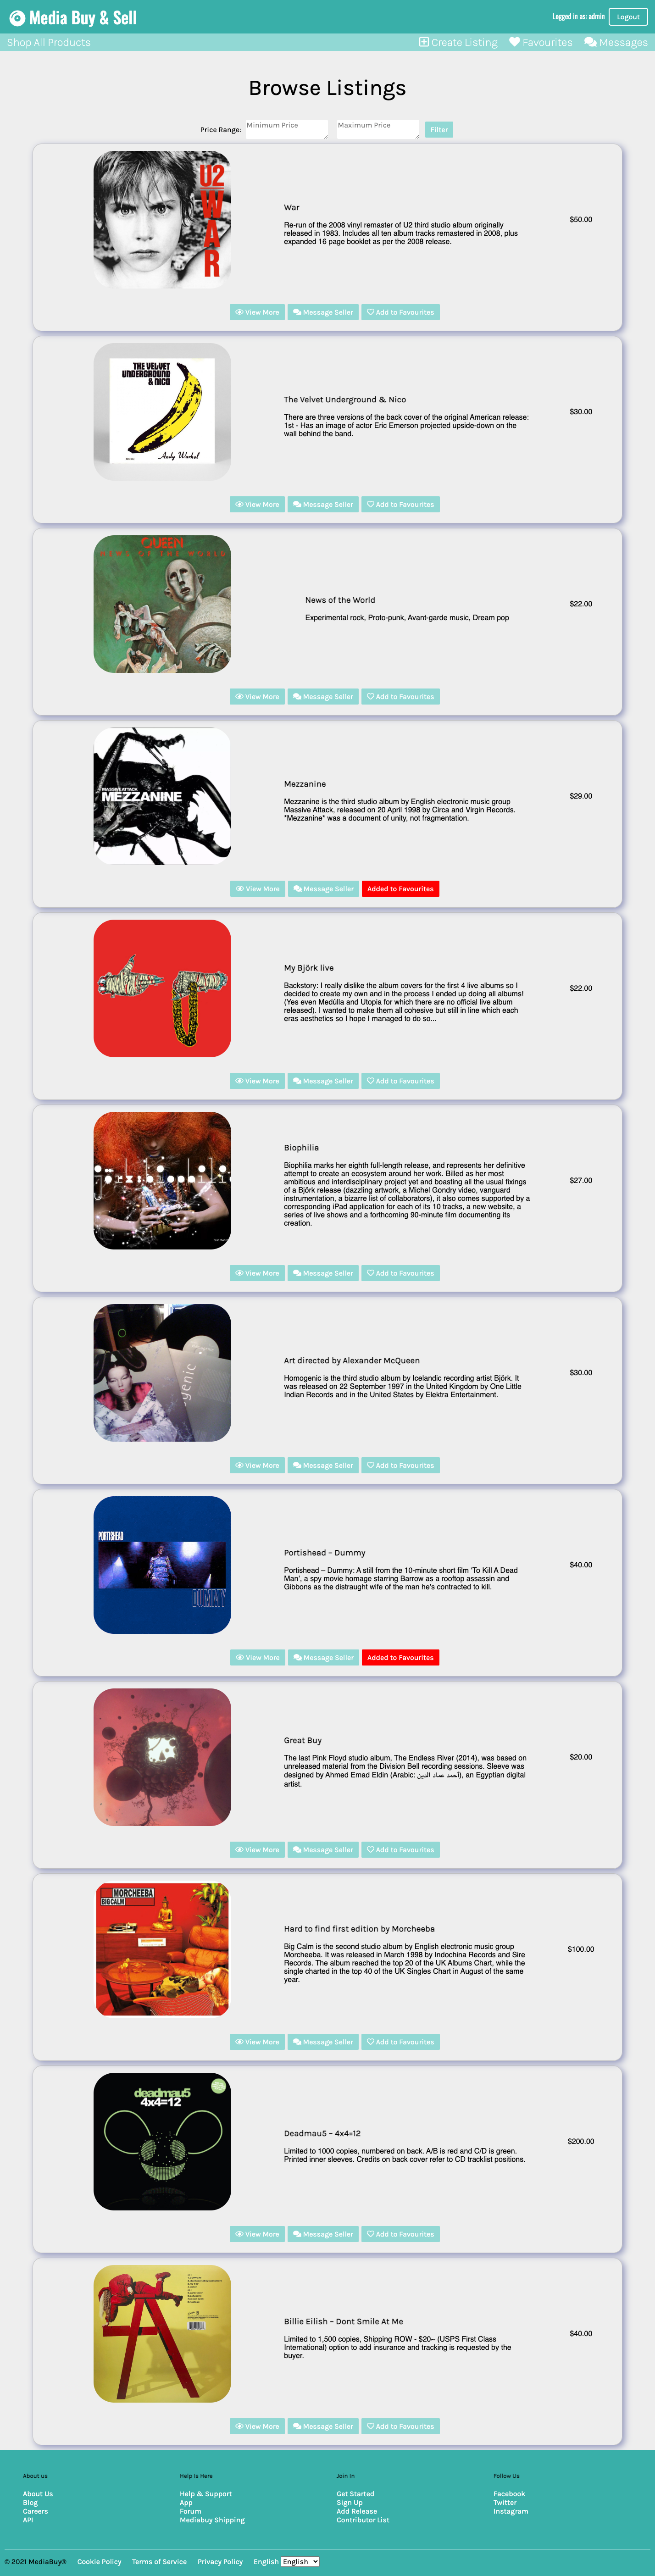 Media Buy & Sell
Logged in as: admin
Logout
Shop All Products
Create Listing
Favourites
Messages
Browse Listings
Price Range:
Minimum Price
Maximum Price
Filter
U2
WAR
War
Re-run of the 2008 vinyl remaster of U2 third studio album originally
released in 1983. Includes all ten album tracks remastered in 2008, plus
expanded 16 page booklet as per the 2008 release.
$50.00
View More
Message Seller
Add to Favourites
THE VELVET
UNDERGROUND
& NICO
Andy Warhol
The Velvet Underground & Nico
There are three versions of the back cover of the original American release:
1st - Has an image of actor Eric Emerson projected upside-down on the
wall behind the band.
$30.00
View More
Message Seller
Add to Favourites
QUEEN
NEWS OF THE WORLD
News of the World
Experimental rock, Proto-punk, Avant-garde music, Dream pop
$22.00
View More
Message Seller
Add to Favourites
MASSIVE ATTACK
MEZZANINE
Mezzanine
Mezzanine is the third studio album by English electronic music group
Massive Attack, released on 20 April 1998 by Circa and Virgin Records.
"Mezzanine" was a document of unity, not fragmentation.
$29.00
View More
Message Seller
Added to Favourites
My Björk live
Backstory: I really dislike the album covers for the first 4 live albums so I
decided to create my own and in the process I ended up doing all albums!
(Yes even Medúlla and Utopia for which there are no official live album
released). I wanted to make them all cohesive but still in line which each
eras aesthetics so I hope I managed to do so...
$22.00
View More
Message Seller
Add to Favourites
Biophilia
Biophilia marks her eighth full-length release, and represents her definitive
attempt to create an ecosystem around her work. Billed as her most
ambitious and interdisciplinary project yet and boasting all the usual fixings
of a Björk release (dazzling artwork, a Michel Gondry video, vanguard
instrumentation, a bizarre list of collaborators), it also comes supported by a
corresponding iPad application for each of its 10 tracks, a new website, a
series of live shows and a forthcoming 90-minute film documenting its
creation.
$27.00
View More
Message Seller
Add to Favourites
Art directed by Alexander McQueen
Homogenic is the third studio album by Icelandic recording artist Björk. It
was released on 22 September 1997 in the United Kingdom by One Little
Indian Records and in the United States by Elektra Entertainment.
$30.00
View More
Message Seller
Add to Favourites
PORTISHEAD
DUMMY
Portishead – Dummy
Portishead – Dummy: A still from the 10-minute short film 'To Kill A Dead
Man', a spy movie homage starring Barrow as a rooftop assassin and
Gibbons as the distraught wife of the man he's contracted to kill.
$40.00
View More
Message Seller
Added to Favourites
Great Buy
The last Pink Floyd studio album, The Endless River (2014), was based on
unreleased material from the Division Bell recording sessions. Sleeve was
designed by Ahmed Emad Eldin (Arabic: أحمد عماد الدين), an Egyptian digital
artist.
$20.00
View More
Message Seller
Add to Favourites
MORCHEEBA
BIG CALM
Hard to find first edition by Morcheeba
Big Calm is the second studio album by English electronic music group
Morcheeba. It was released in March 1998 by Indochina Records and Sire
Records. The album reached the top 20 of the UK Albums Chart, while the
single charted in the top 40 of the UK Singles Chart in August of the same
year.
$100.00
View More
Message Seller
Add to Favourites
deadmau5
4x4=12
Deadmau5 – 4x4=12
Limited to 1000 copies, numbered on back. A/B is red and C/D is green.
Printed inner sleeves. Credits on back cover refer to CD tracklist positions.
$200.00
View More
Message Seller
Add to Favourites
Billie Eilish – Dont Smile At Me
Limited to 1,500 copies, Shipping ROW - $20~ (USPS First Class
International) option to add insurance and tracking is requested by the
buyer.
$40.00
View More
Message Seller
Add to Favourites
About us
About Us
Blog
Careers
API
Help Is Here
Help & Support
App
Forum
Mediabuy Shipping
Join In
Get Started
Sign Up
Add Release
Contributor List
Follow Us
Facebook
Twitter
Instagram
© 2021 MediaBuy®
Cookie Policy
Terms of Service
Privacy Policy
English
English